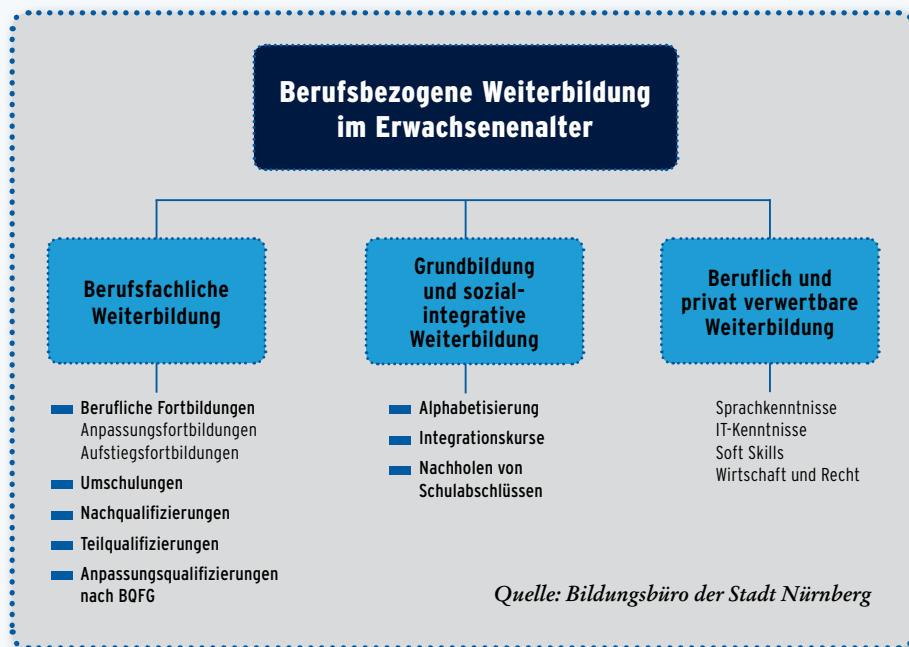 Berufsbezogene Weiterbildung
im Erwachsenenalter
Berufsfachliche
Weiterbildung
Berufliche Fortbildungen
Anpassungsfortbildungen
Aufstiegsfortbildungen
Umschulungen
Nachqualifizierungen
Teilqualifizierungen
Anpassungsqualifizierungen
nach BQFG
Grundbildung
und sozial-
integrative
Weiterbildung
Alphabetisierung
Integrationskurse
Nachholen von
Schulabschlüssen
Beruflich und
privat verwertbare
Weiterbildung
Sprachkenntnisse
IT-Kenntnisse
Soft Skills
Wirtschaft und Recht
Quelle: Bildungsbüro der Stadt Nürnberg